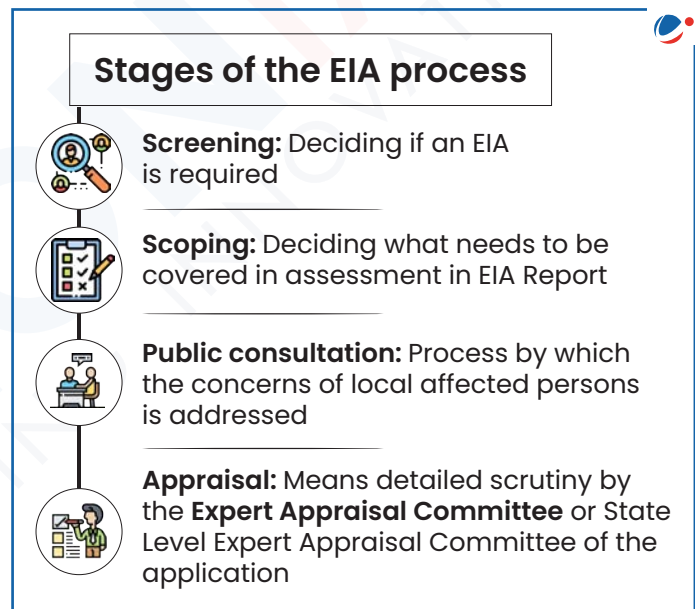 Stages of the EIA process
Screening: Deciding if an EIA
is required
Scoping: Deciding what needs to be
covered in assessment in EIA Report
Public consultation: Process by which
the concerns of local affected persons
is addressed
Appraisal: Means detailed scrutiny by
the Expert Appraisal Committee or State
Level Expert Appraisal Committee of the
application